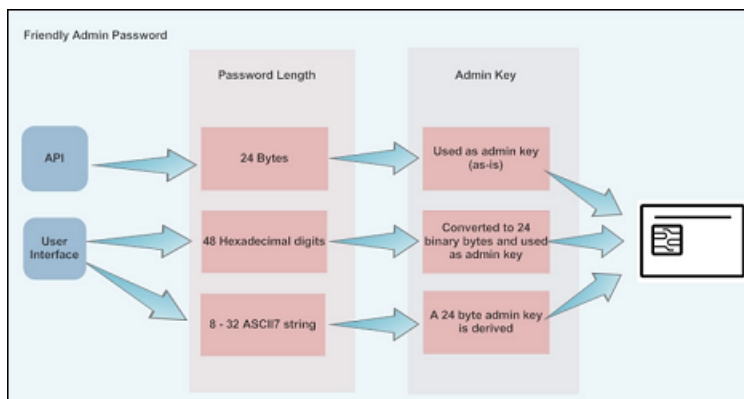 Friendly Admin Password
Password Length
Admin Key
API
24 Bytes
Used as admin key
(as-is)
User
Interface
48 Hexadecimal digits
Converted to 24
binary bytes and used
as admin key
8 - 32 ASCII7 string
A 24 byte admin key
is derived